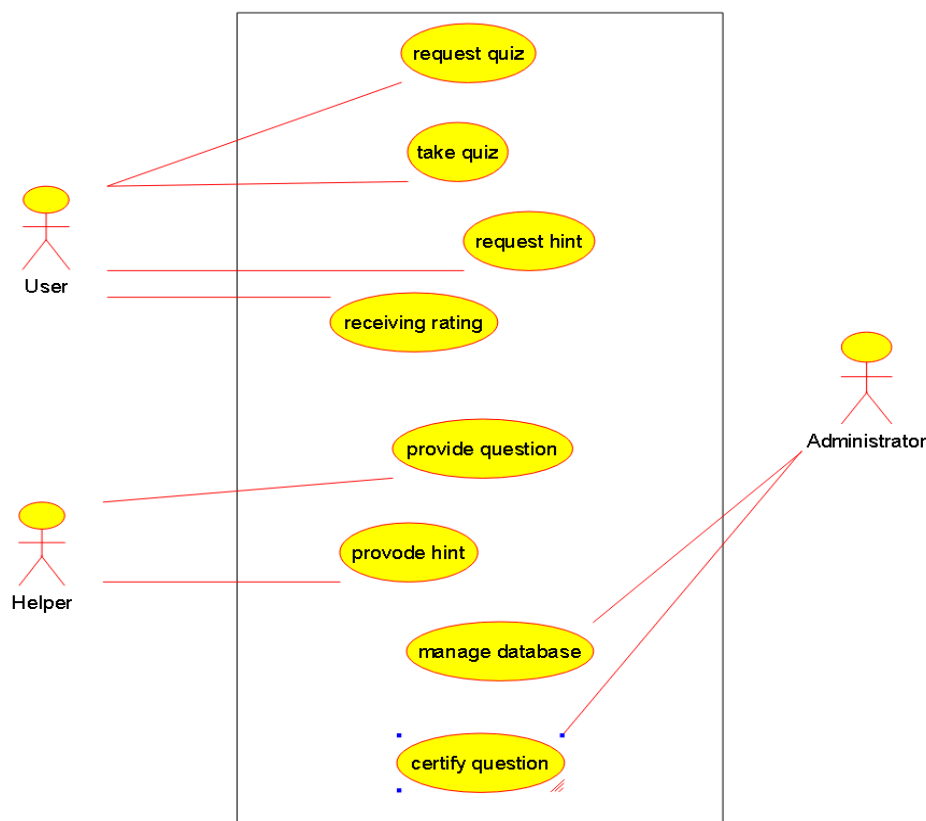 request quiz
take quiz
request hint
User
receiving rating
Administrator
provide question
provode hint
Helper
manage database
certify question